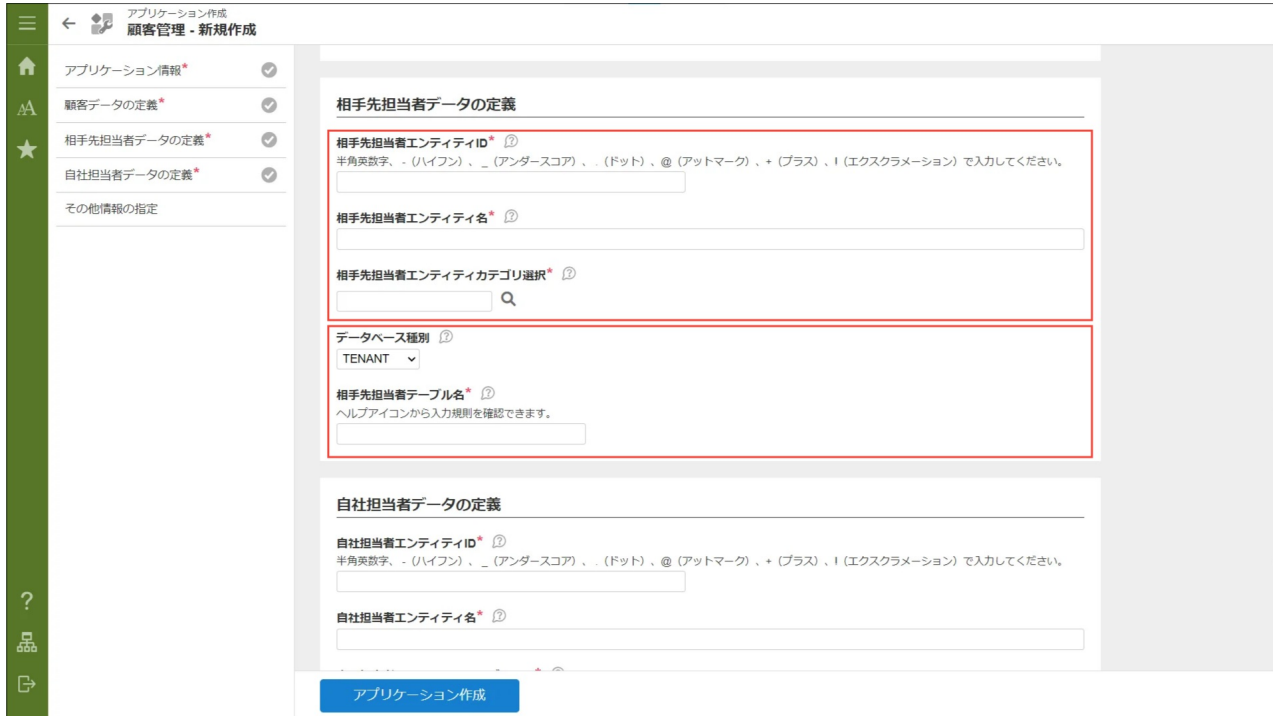 アプリケーション作成
顧客管理 - 新規作成
アプリケーション情報*
顧客データの定義*
相手先担当者データの定義*
自社担当者データの定義*
その他情報の指定
相手先担当者データの定義
相手先担当者エンティティID*
半角英数字、 - (ハイフン) 、 _ (アンダースコア) 、 . (ドット) 、@ (アットマーク) 、+ (プラス) 、! (エクスクラメーション) で入力してください。
相手先担当者エンティティ名*
相手先担当者エンティティカテゴリ選択*
データベース種別
TENANT
相手先担当者テーブル名*
ヘルプアイコンから入力規則を確認できます。
自社担当者データの定義
自社担当者エンティティID*
半角英数字、 - (ハイフン) 、 _ (アンダースコア) 、 . (ドット) 、@ (アットマーク) 、+ (プラス) 、! (エクスクラメーション) で入力してください。
自社担当者エンティティ名*
アプリケーション作成